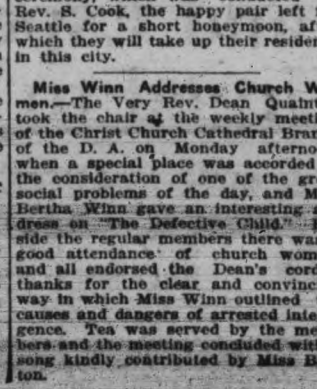 Rev. S. Cook, the happy pair left
Seattle for a short honeymoon, af
which they will take up their resider
in this city.
Miss Winn Addresses Church W
men.—The Very Rev. Dean Quaint
took the chair at the weekly meeti
of the Christ Church Cathedral Bran
of the D. A. on Monday afterno
when a special place was accorded
the consideration of one of the gr
social problems of the day, and M
Bertha Winn gave an interesting a
dress on "The Defective Child."
side the regular members there was
good attendance of church wom
and all endorsed the Dean's cord
thanks for the clear and convinc
way in which Miss Winn outlined
causes and dangers of arrested inte
gence. Tea was served by the me
bers and the meeting concluded with
song kindly contributed by Miss B
ton.